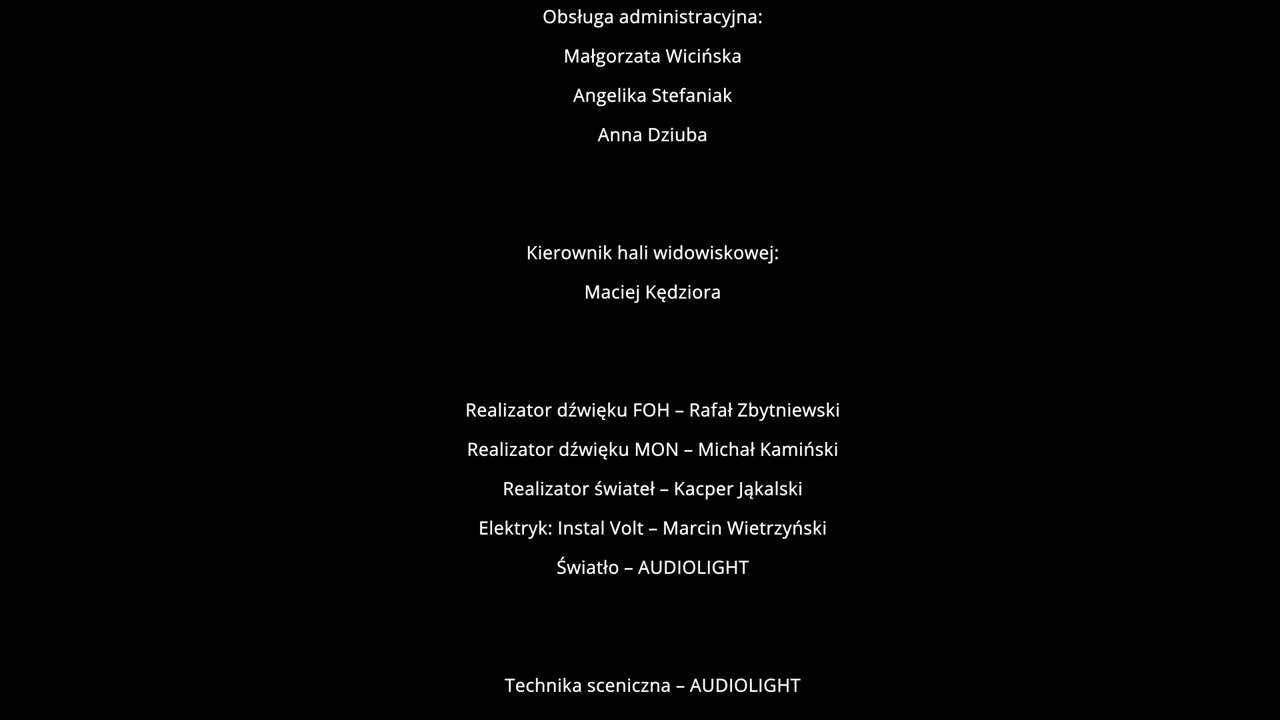 Obsługa administracyjna:
Małgorzata Wicińska
Angelika Stefaniak
Anna Dziuba
Kierownik hali widowiskowej:
Maciej Kędziora
Realizator dźwięku FOH – Rafał Zbytniewski
Realizator dźwięku MON – Michał Kamiński
Realizator świateł – Kacper Jąkalski
Elektryk: Instal Volt – Marcin Wietrzyński
Światło – AUDIOLIGHT
Technika sceniczna – AUDIOLIGHT